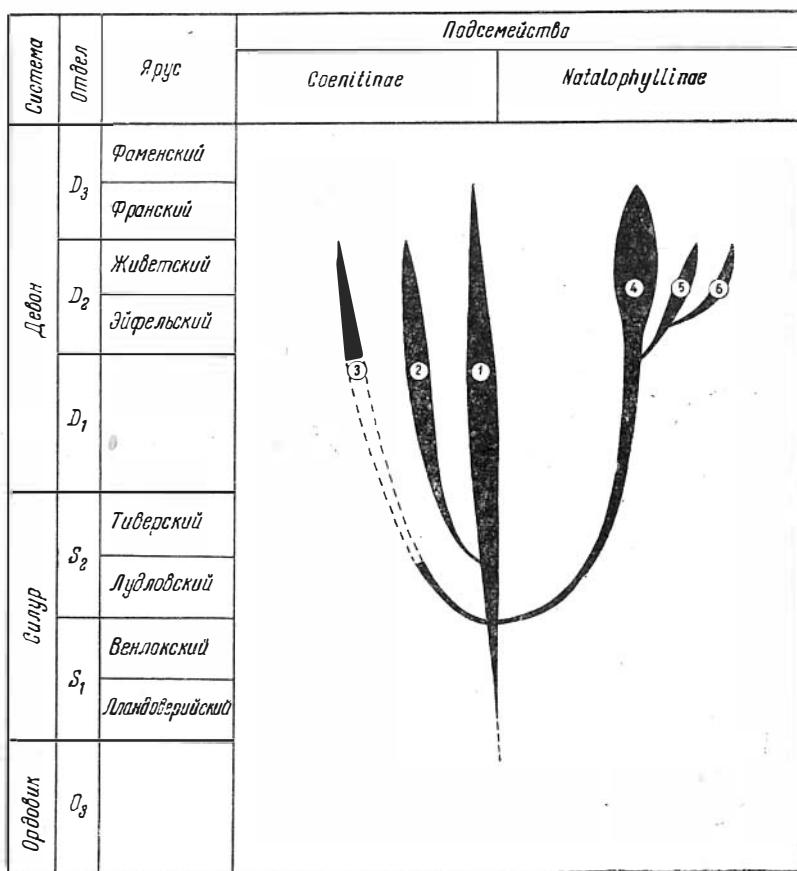 Система
Отдел
Ярус
Подсемейства
Coenitinae
Natalophyllinae
Девон
D3
Фаменский
Франский
D2
Живетский
Эйфельский
D1
Силур
S2
Тиверский
Лудловский
S1
Венлокский
Лландоверийский
Ордовик
O3
3
2
1
4
5
6